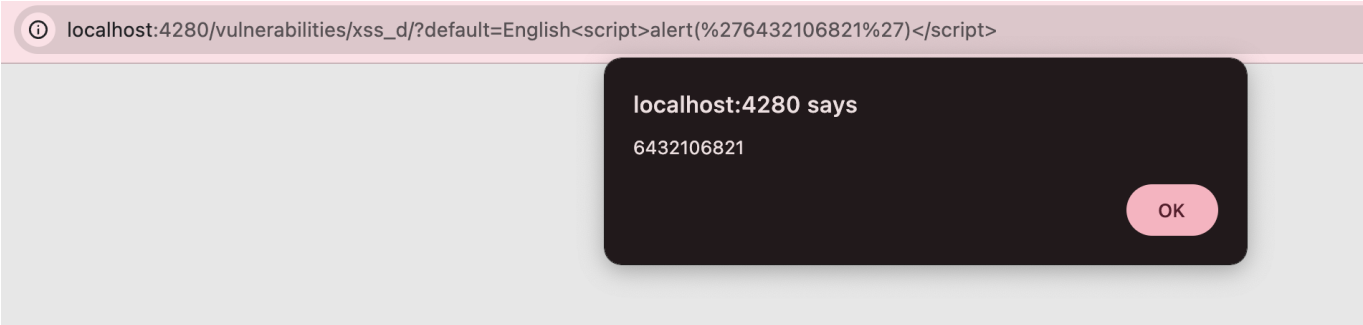 localhost:4280/vulnerabilities/xss_d/?default=English<script>alert(%276432106821%27)</script>
localhost:4280 says
6432106821
OK